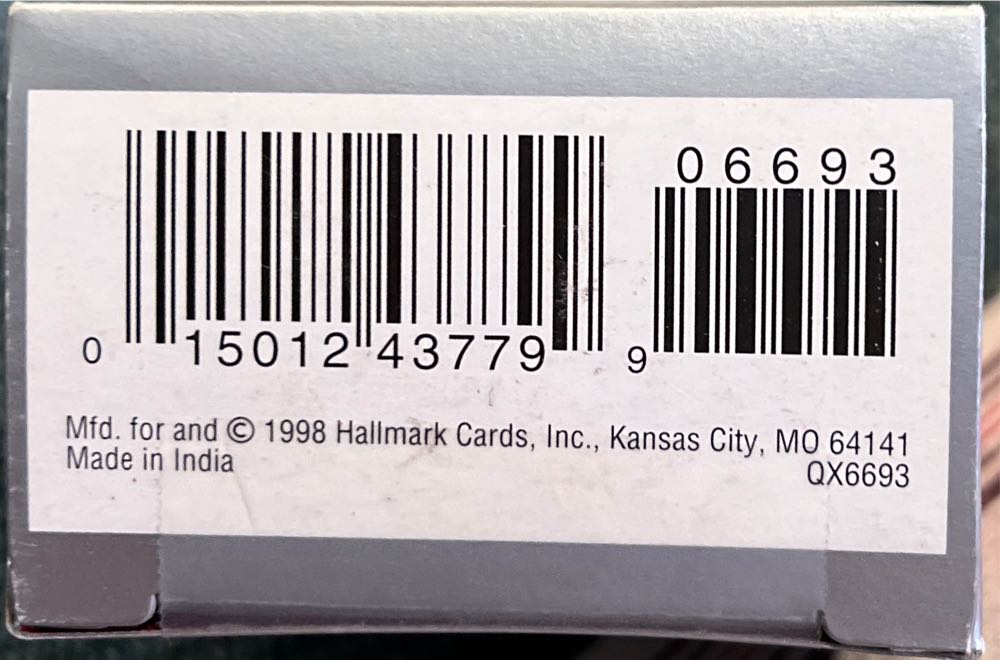 06693
0 15012 43779 9
Mfd. for and © 1998 Hallmark Cards, Inc., Kansas City, MO 64141
Made in India
QX6693